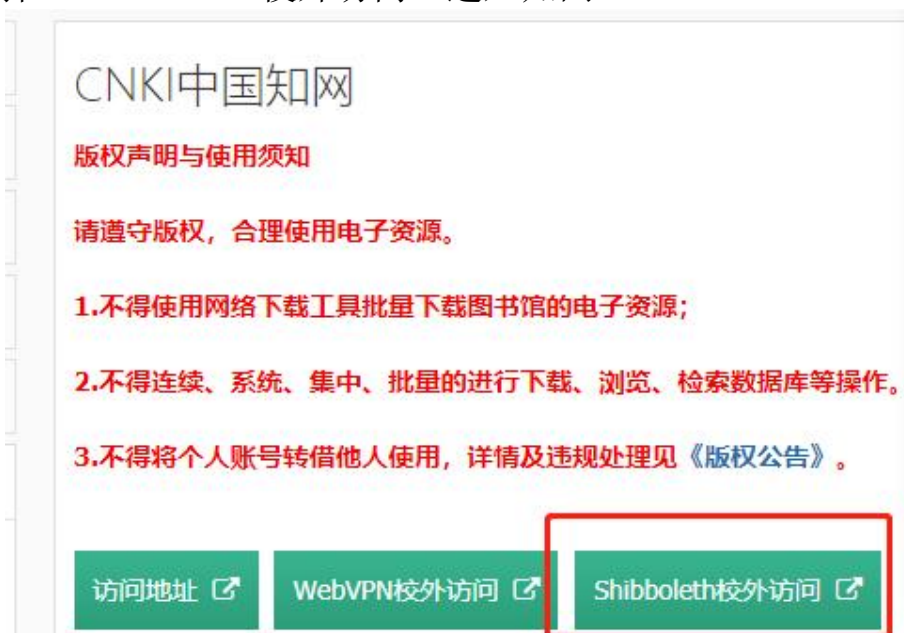 CNKI中国知网
版权声明与使用须知
请遵守版权，合理使用电子资源。
1.不得使用网络下载工具批量下载图书馆的电子资源；
2.不得连续、系统、集中、批量的进行下载、浏览、检索数据库等操作。
3.不得将个人账号转借他人使用，详情及违规处理见《版权公告》。
访问地址 WebVPN校外访问 Shibboleth校外访问